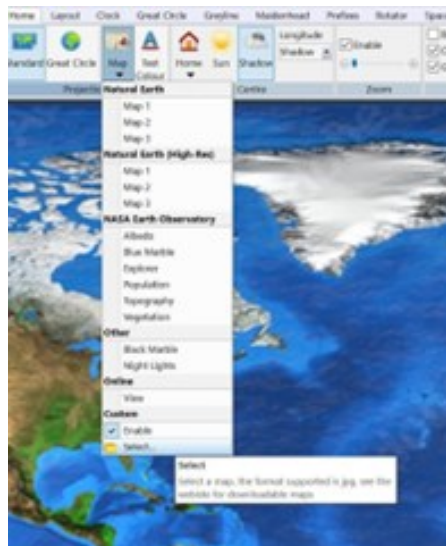 Home Layout Clock Great Circle Greyline Maidenhead Prefixes Rotator
Standard Great Circle Map Text Colour Home Sun Shadow
Longitude
Shadow
Enable
Centre Zoom
Natural Earth
Map 1
Map 2
Map 3
Natural Earth (High-Res)
Map 1
Map 2
Map 3
NASA Earth Observatory
Albedo
Blue Marble
Explorer
Population
Topography
Vegetation
Other
Black Marble
Night Lights
Online
View
Custom
Enable
Select...
Select
Select a map, the format supported is jpg, see the
website for downloadable maps